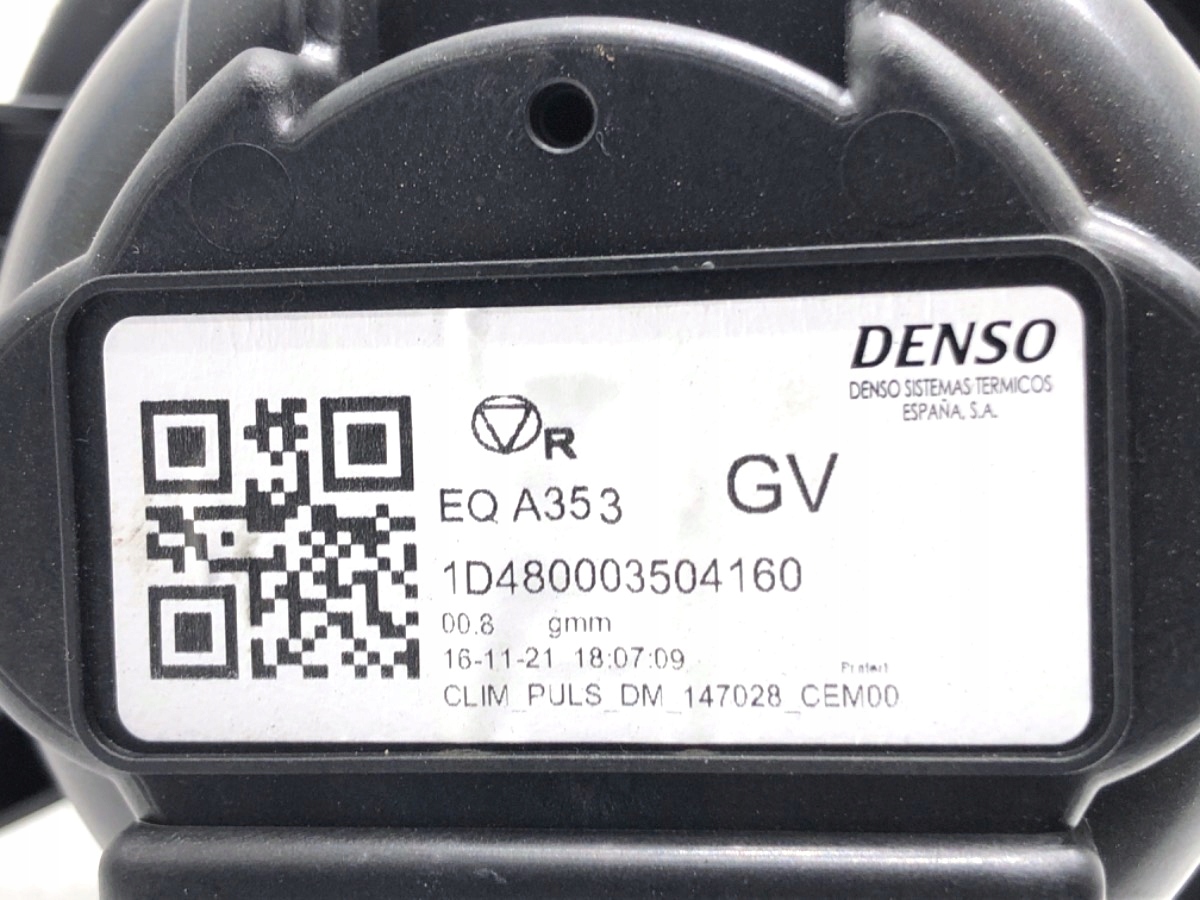 DENSO
DENSO SISTEMAS TERMICOS
ESPAÑA, S.A.
R
EQ A353
GV
1D480003504160
00.8 gmm
16-11-21 18:07:09
CLIM_PULS_DM_147028_CEM00